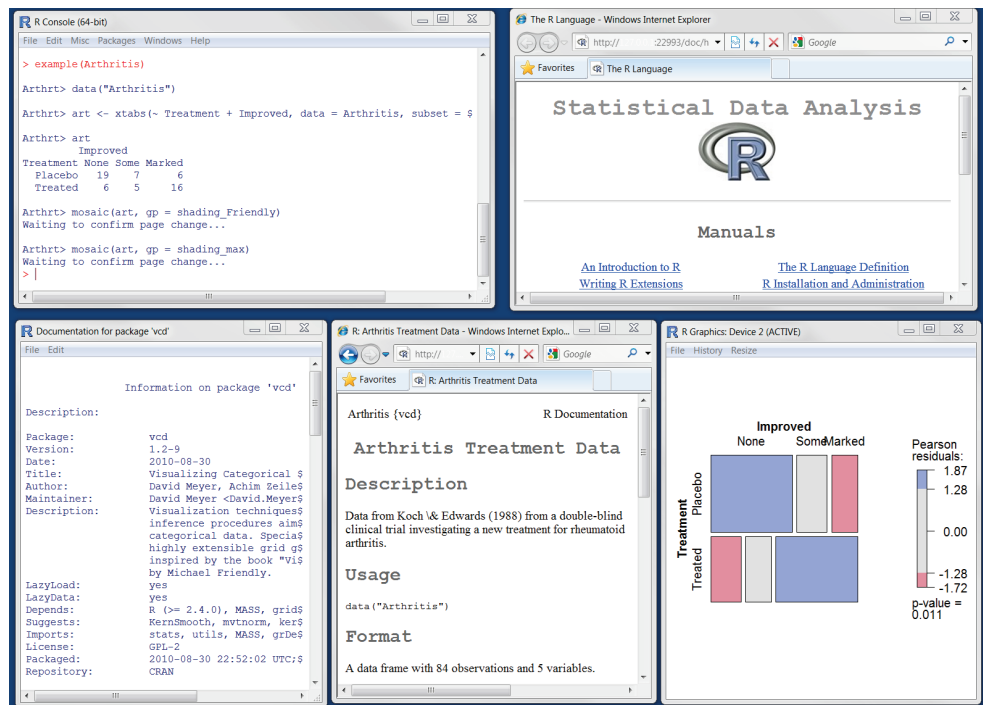 R Console (64-bit)
File Edit Misc Packages Windows Help
> example(Arthritis)
Arthrt> data("Arthritis")
Arthrt> art <- xtabs(~ Treatment + Improved, data = Arthritis, subset = $
Arthrt> art
Improved
Treatment None Some Marked
Placebo 19 7 6
Treated 6 5 16
Arthrt> mosaic(art, gp = shading_Friendly)
Waiting to confirm page change...
Arthrt> mosaic(art, gp = shading_max)
Waiting to confirm page change...
>
The R Language - Windows Internet Explorer
http:// :22993/doc/h
Google
Favorites
The R Language
Statistical Data Analysis
R
Manuals
An Introduction to R
The R Language Definition
Writing R Extensions
R Installation and Administration
Documentation for package 'vcd'
File Edit
Information on package 'vcd'
Description:
Package: vcd
Version: 1.2-9
Date: 2010-08-30
Title: Visualizing Categorical $
Author: David Meyer, Achim Zeile$
Maintainer: David Meyer <David.Meyer$
Description: Visualization techniques$
inference procedures aim$
categorical data. Specia$
highly extensible grid g$
inspired by the book "Vi$
by Michael Friendly.
LazyLoad: yes
LazyData: yes
Depends: R (>= 2.4.0), MASS, grid$
Suggests: KernSmooth, mvtnorm, ker$
Imports: stats, utils, MASS, grDe$
License: GPL-2
Packaged: 2010-08-30 22:52:02 UTC;$
Repository: CRAN
R: Arthritis Treatment Data - Windows Internet Explo...
http://
Google
Favorites
R: Arthritis Treatment Data
Arthritis {vcd}
R Documentation
Arthritis Treatment Data
Description
Data from Koch \& Edwards (1988) from a double-blind
clinical trial investigating a new treatment for rheumatoid
arthritis.
Usage
data("Arthritis")
Format
A data frame with 84 observations and 5 variables.
R Graphics: Device 2 (ACTIVE)
File History Resize
Improved
None Some Marked
Treatment
Placebo
Treated
Pearson
residuals:
1.87
1.28
0.00
-1.28
-1.72
p-value =
0.011